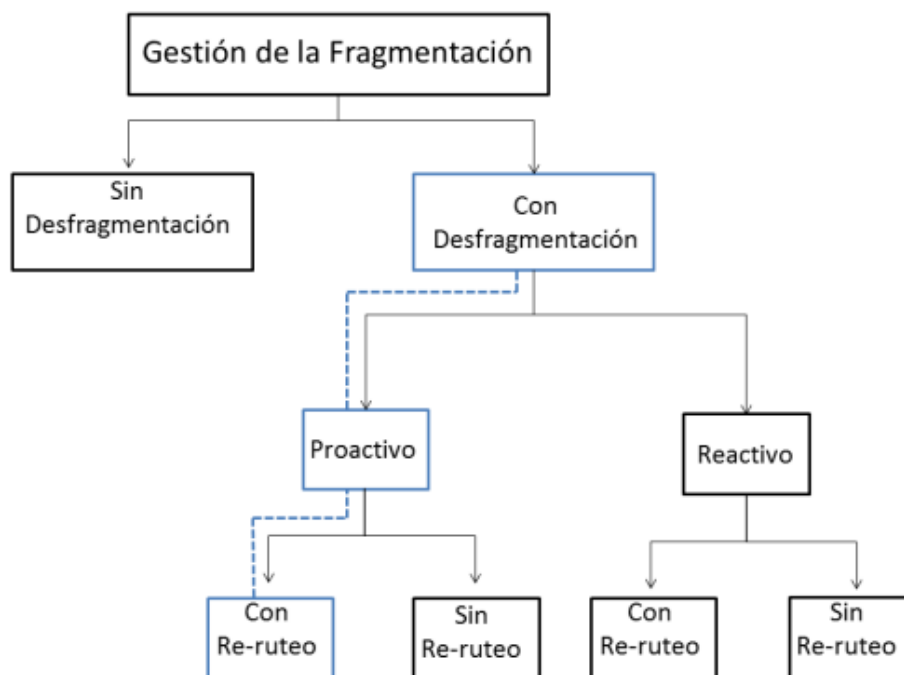 Gestión de la Fragmentación
Sin
Desfragmentación
Con
Desfragmentación
Proactivo
Reactivo
Con
Re-ruteo
Sin
Re-ruteo
Con
Re-ruteo
Sin
Re-ruteo